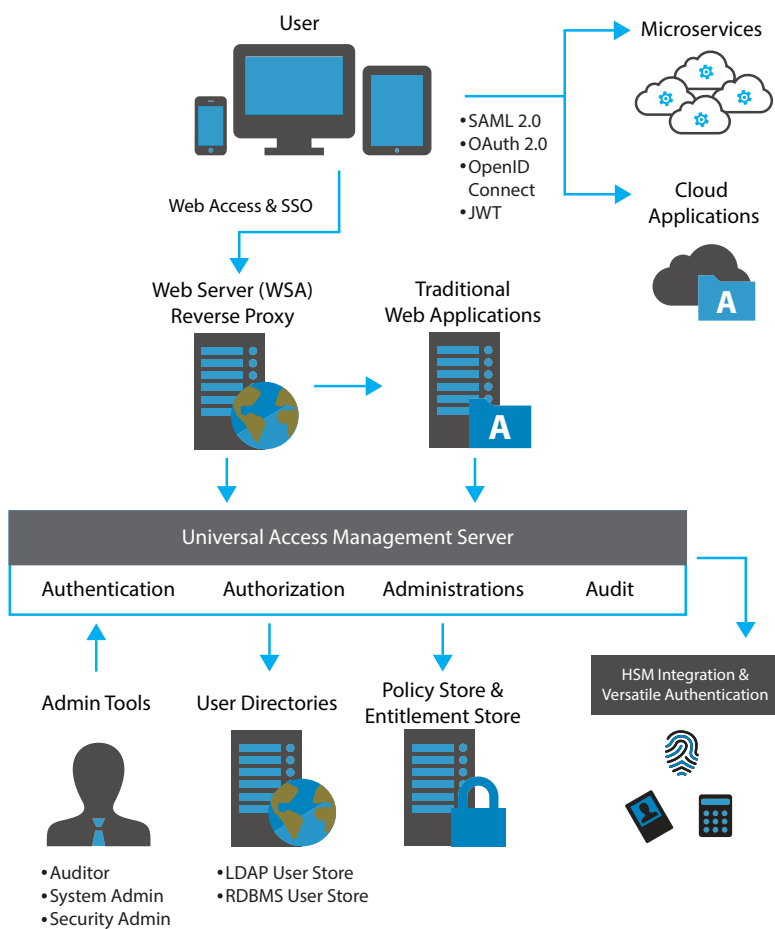 User
Microservices
•SAML 2.0
•OAuth 2.0
•OpenID
Connect
•JWT
Web Access & SSO
Cloud
Applications
A
Web Server (WSA)
Reverse Proxy
Traditional
Web Applications
A
Universal Access Management Server
Authentication
Authorization
Administrations
Audit
HSM Integration &
Versatile Authentication
Admin Tools
User Directories
Policy Store &
Entitlement Store
•Auditor
•System Admin
•Security Admin
•LDAP User Store
•RDBMS User Store